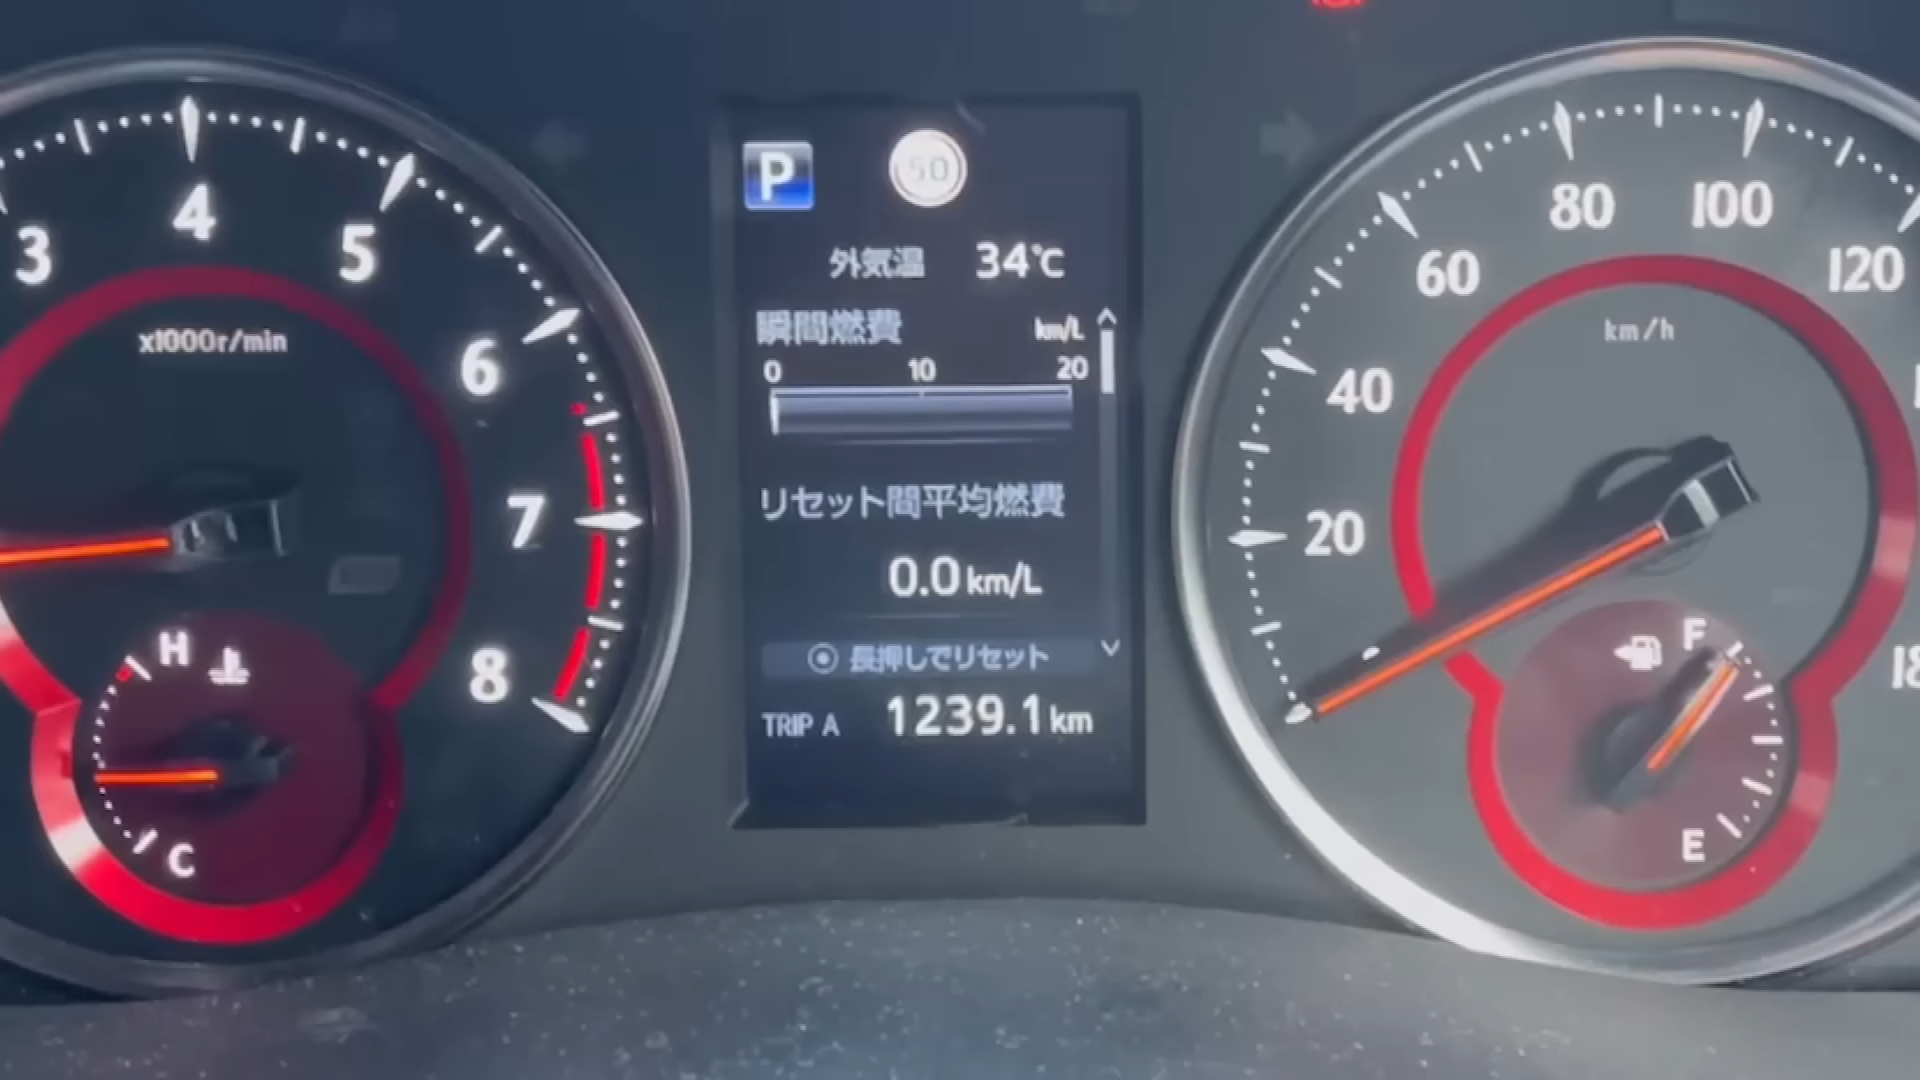 3
4
5
6
7
8
x1000r/min
H
C
P
50
外気温 34℃
瞬間燃費 km/L
0 10 20
リセット間平均燃費
0.0 km/L
長押しでリセット
TRIP A 1239.1 km
20
40
60
80
100
120
km/h
F
E